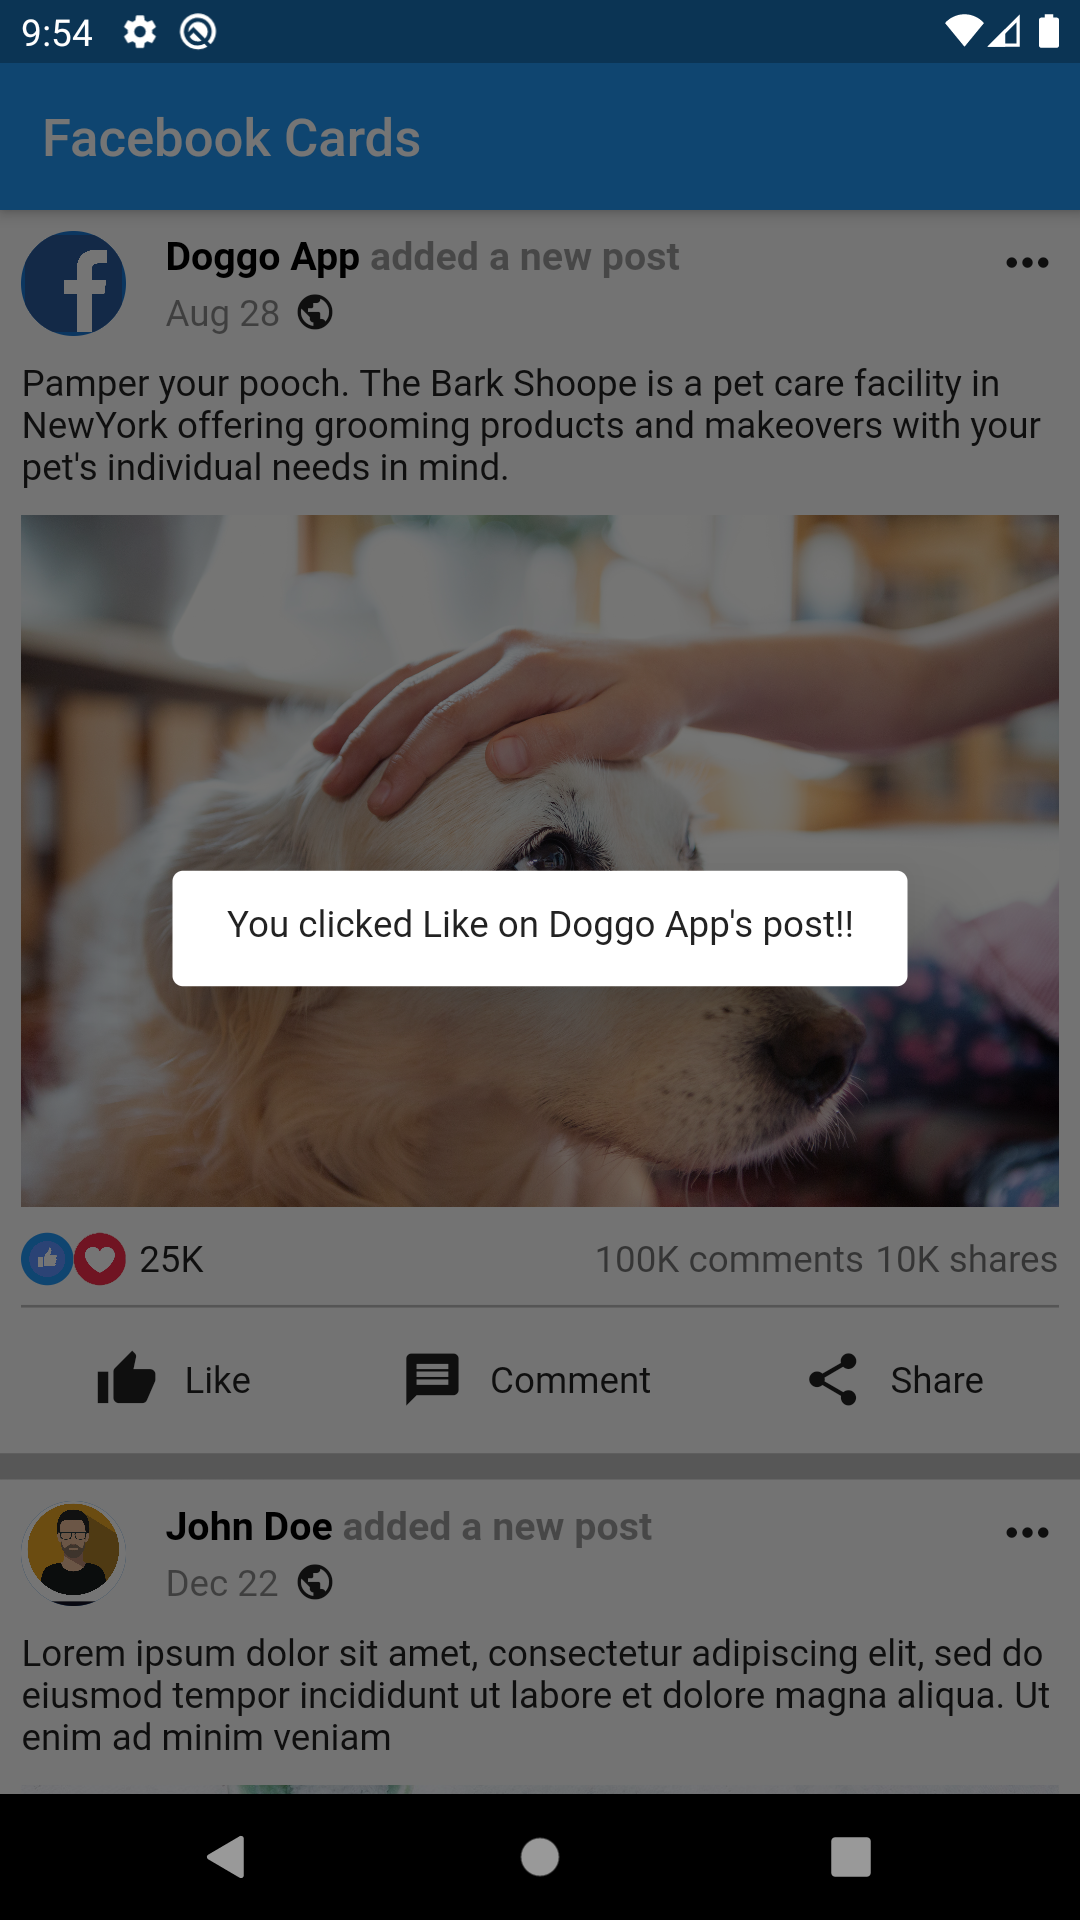 9:54
Facebook Cards
Doggo App added a new post
Aug 28
Pamper your pooch. The Bark Shoope is a pet care facility in
NewYork offering grooming products and makeovers with your
pet's individual needs in mind.
You clicked Like on Doggo App's post!!
25K 100K comments 10K shares
Like Comment Share
John Doe added a new post
Dec 22
Lorem ipsum dolor sit amet, consectetur adipiscing elit, sed do
eiusmod tempor incididunt ut labore et dolore magna aliqua. Ut
enim ad minim veniam